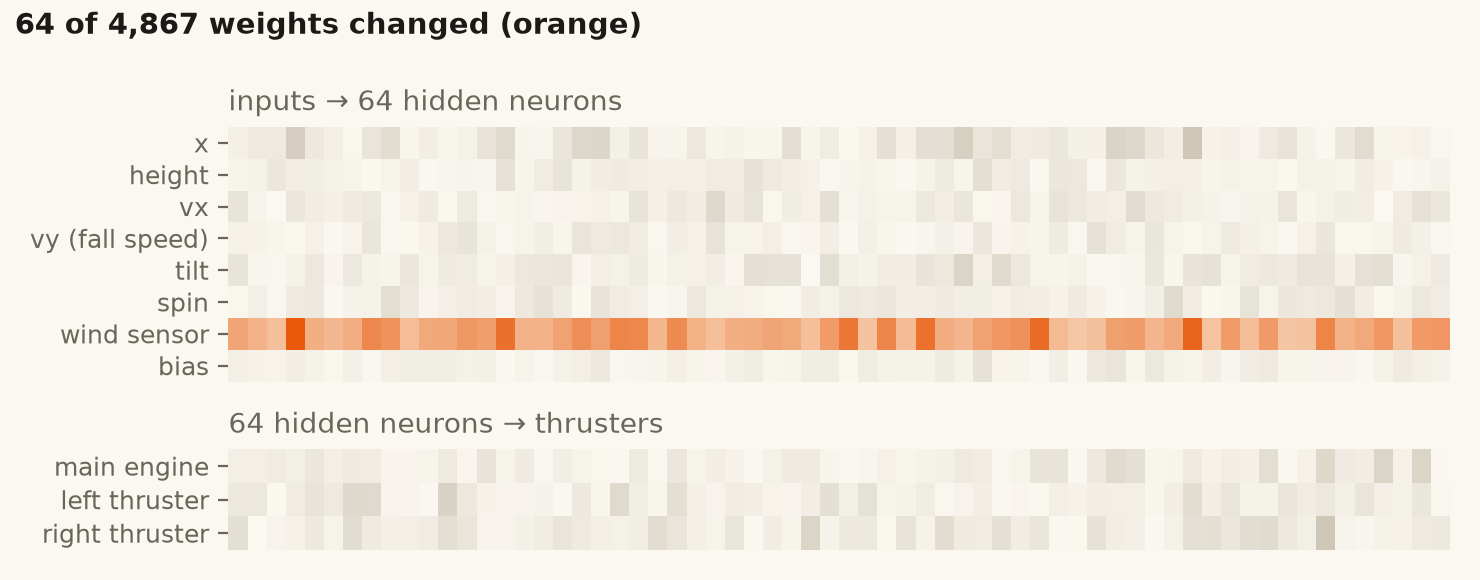 64 of 4,867 weights changed (orange)
inputs → 64 hidden neurons
x
height
vx
vy (fall speed)
tilt
spin
wind sensor
bias
64 hidden neurons → thrusters
main engine
left thruster
right thruster